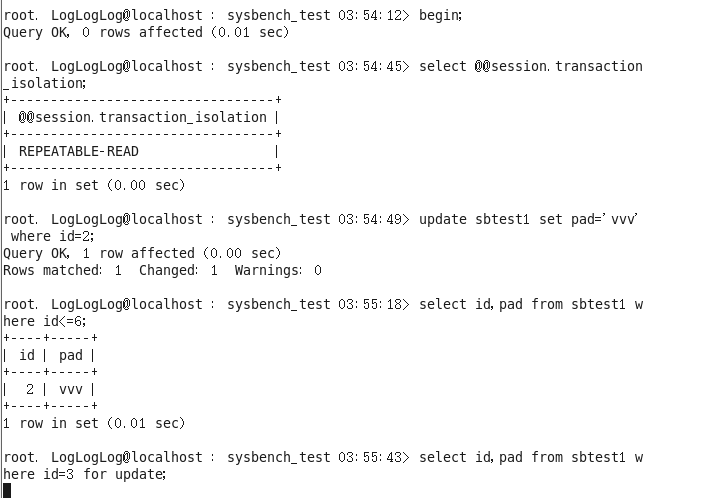 root. LogLogLog@localhost : sysbench_test 03:54:12> begin;
Query OK, 0 rows affected (0.01 sec)
root. LogLogLog@localhost : sysbench_test 03:54:45> select @@session.transaction
_isolation;
+---------------------------------+
| @@session.transaction_isolation |
+---------------------------------+
| REPEATABLE-READ                 |
+---------------------------------+
1 row in set (0.00 sec)
root. LogLogLog@localhost : sysbench_test 03:54:49> update sbtest1 set pad='vvv'
 where id=2;
Query OK, 1 row affected (0.00 sec)
Rows matched: 1  Changed: 1  Warnings: 0
root. LogLogLog@localhost : sysbench_test 03:55:18> select id,pad from sbtest1 w
here id<=6;
+----+-----+
| id | pad |
+----+-----+
|  2 | vvv |
+----+-----+
1 row in set (0.01 sec)
root. LogLogLog@localhost : sysbench_test 03:55:43> select id,pad from sbtest1 w
here id=3 for update;